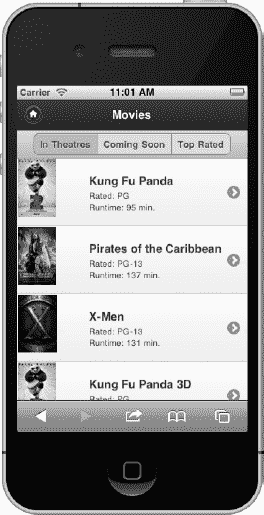 Carrier 11:01 AM
Movies
In Theatres Coming Soon Top Rated
Kung Fu Panda
Rated: PG
Runtime: 95 min.
Pirates of the Caribbean
Rated: PG-13
Runtime: 137 min.
X-Men
Rated: PG-13
Runtime: 131 min.
Kung Fu Panda 3D
Rated: PG